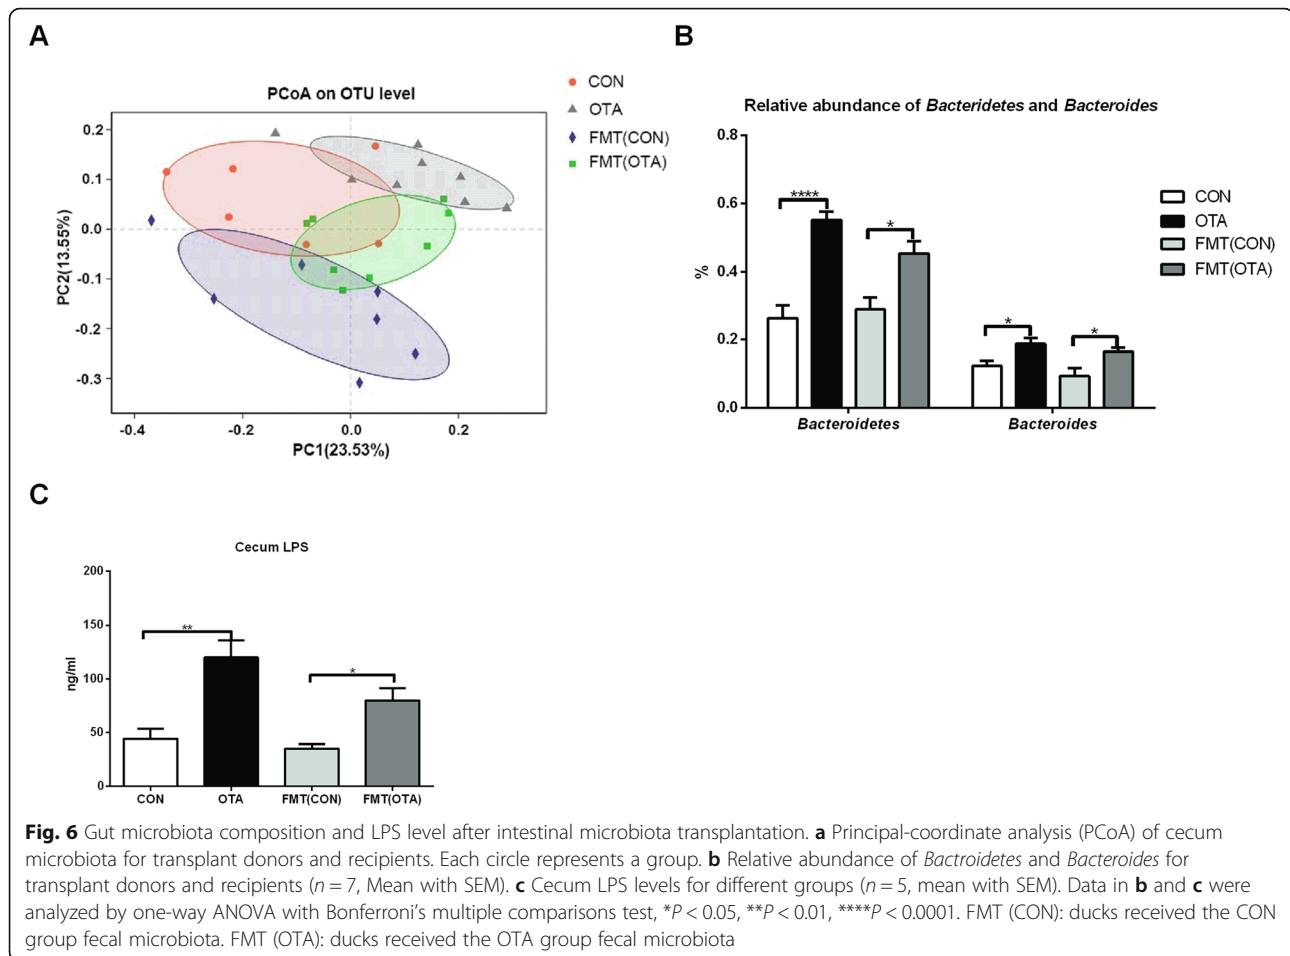 A
PCoA on OTU level
CON
OTA
FMT(CON)
FMT(OTA)
0.2
0.1
0.0
-0.1
-0.2
-0.3
PC2(13.55%)
-0.4
-0.2
0.0
0.2
PC1(23.53%)
B
Relative abundance of Bacteridetes and Bacteroides
0.8
0.6
0.4
0.2
0.0
%
****
*
*
*
Bacteroidetes
Bacteroides
CON
OTA
FMT(CON)
FMT(OTA)
C
Cecum LPS
200
150
100
50
0
ng/ml
**
*
CON
OTA
FMT(CON)
FMT(OTA)
Fig. 6 Gut microbiota composition and LPS level after intestinal microbiota transplantation. a Principal-coordinate analysis (PCoA) of cecum
microbiota for transplant donors and recipients. Each circle represents a group. b Relative abundance of Bactroidetes and Bacteroides for
transplant donors and recipients (n = 7, Mean with SEM). c Cecum LPS levels for different groups (n = 5, mean with SEM). Data in b and c were
analyzed by one-way ANOVA with Bonferroni's multiple comparisons test, *P < 0.05, **P < 0.01, ****P < 0.0001. FMT (CON): ducks received the CON
group fecal microbiota. FMT (OTA): ducks received the OTA group fecal microbiota